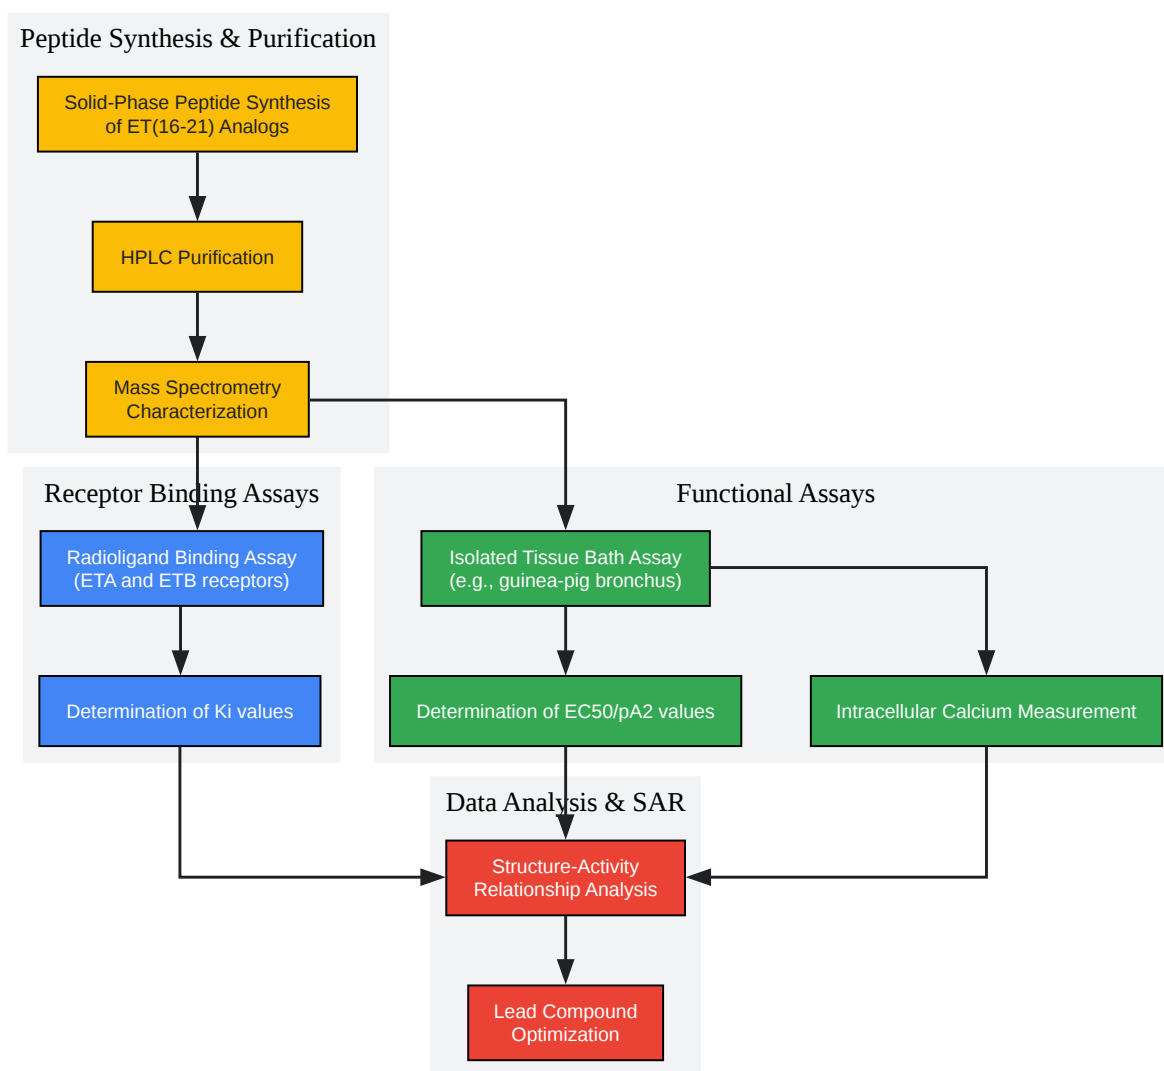 Peptide Synthesis & Purification
Solid-Phase Peptide Synthesis
of ET(16-21) Analogs
HPLC Purification
Mass Spectrometry
Characterization
Receptor Binding Assays
Radioligand Binding Assay
(ETA and ETB receptors)
Determination of Ki values
Functional Assays
Isolated Tissue Bath Assay
(e.g., guinea-pig bronchus)
Determination of EC50/pA2 values
Intracellular Calcium Measurement
Data Analysis & SAR
Structure-Activity
Relationship Analysis
Lead Compound
Optimization